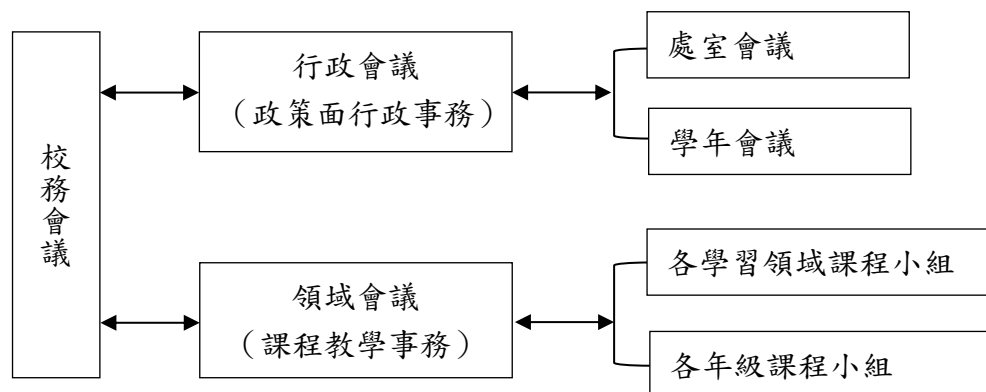 校務會議
行政會議
（政策面行政事務）
處室會議
學年會議
領域會議
（課程教學事務）
各學習領域課程小組
各年級課程小組